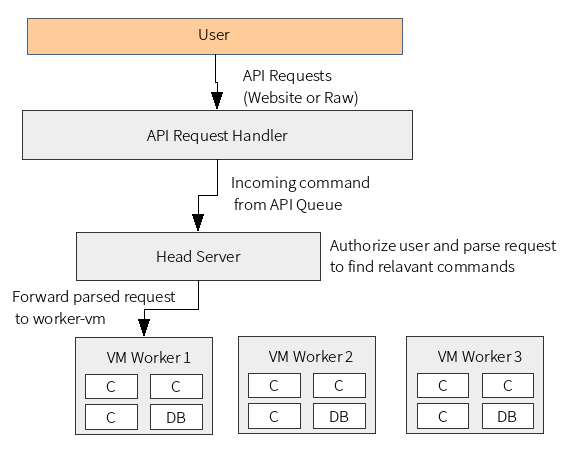 User
API Requests
(Website or Raw)
API Request Handler
Incoming command
from API Queue
Head Server
Authorize user and parse request
to find relavant commands
Forward parsed request
to worker-vm
VM Worker 1
C C
C DB
VM Worker 2
C C
C DB
VM Worker 3
C C
C DB